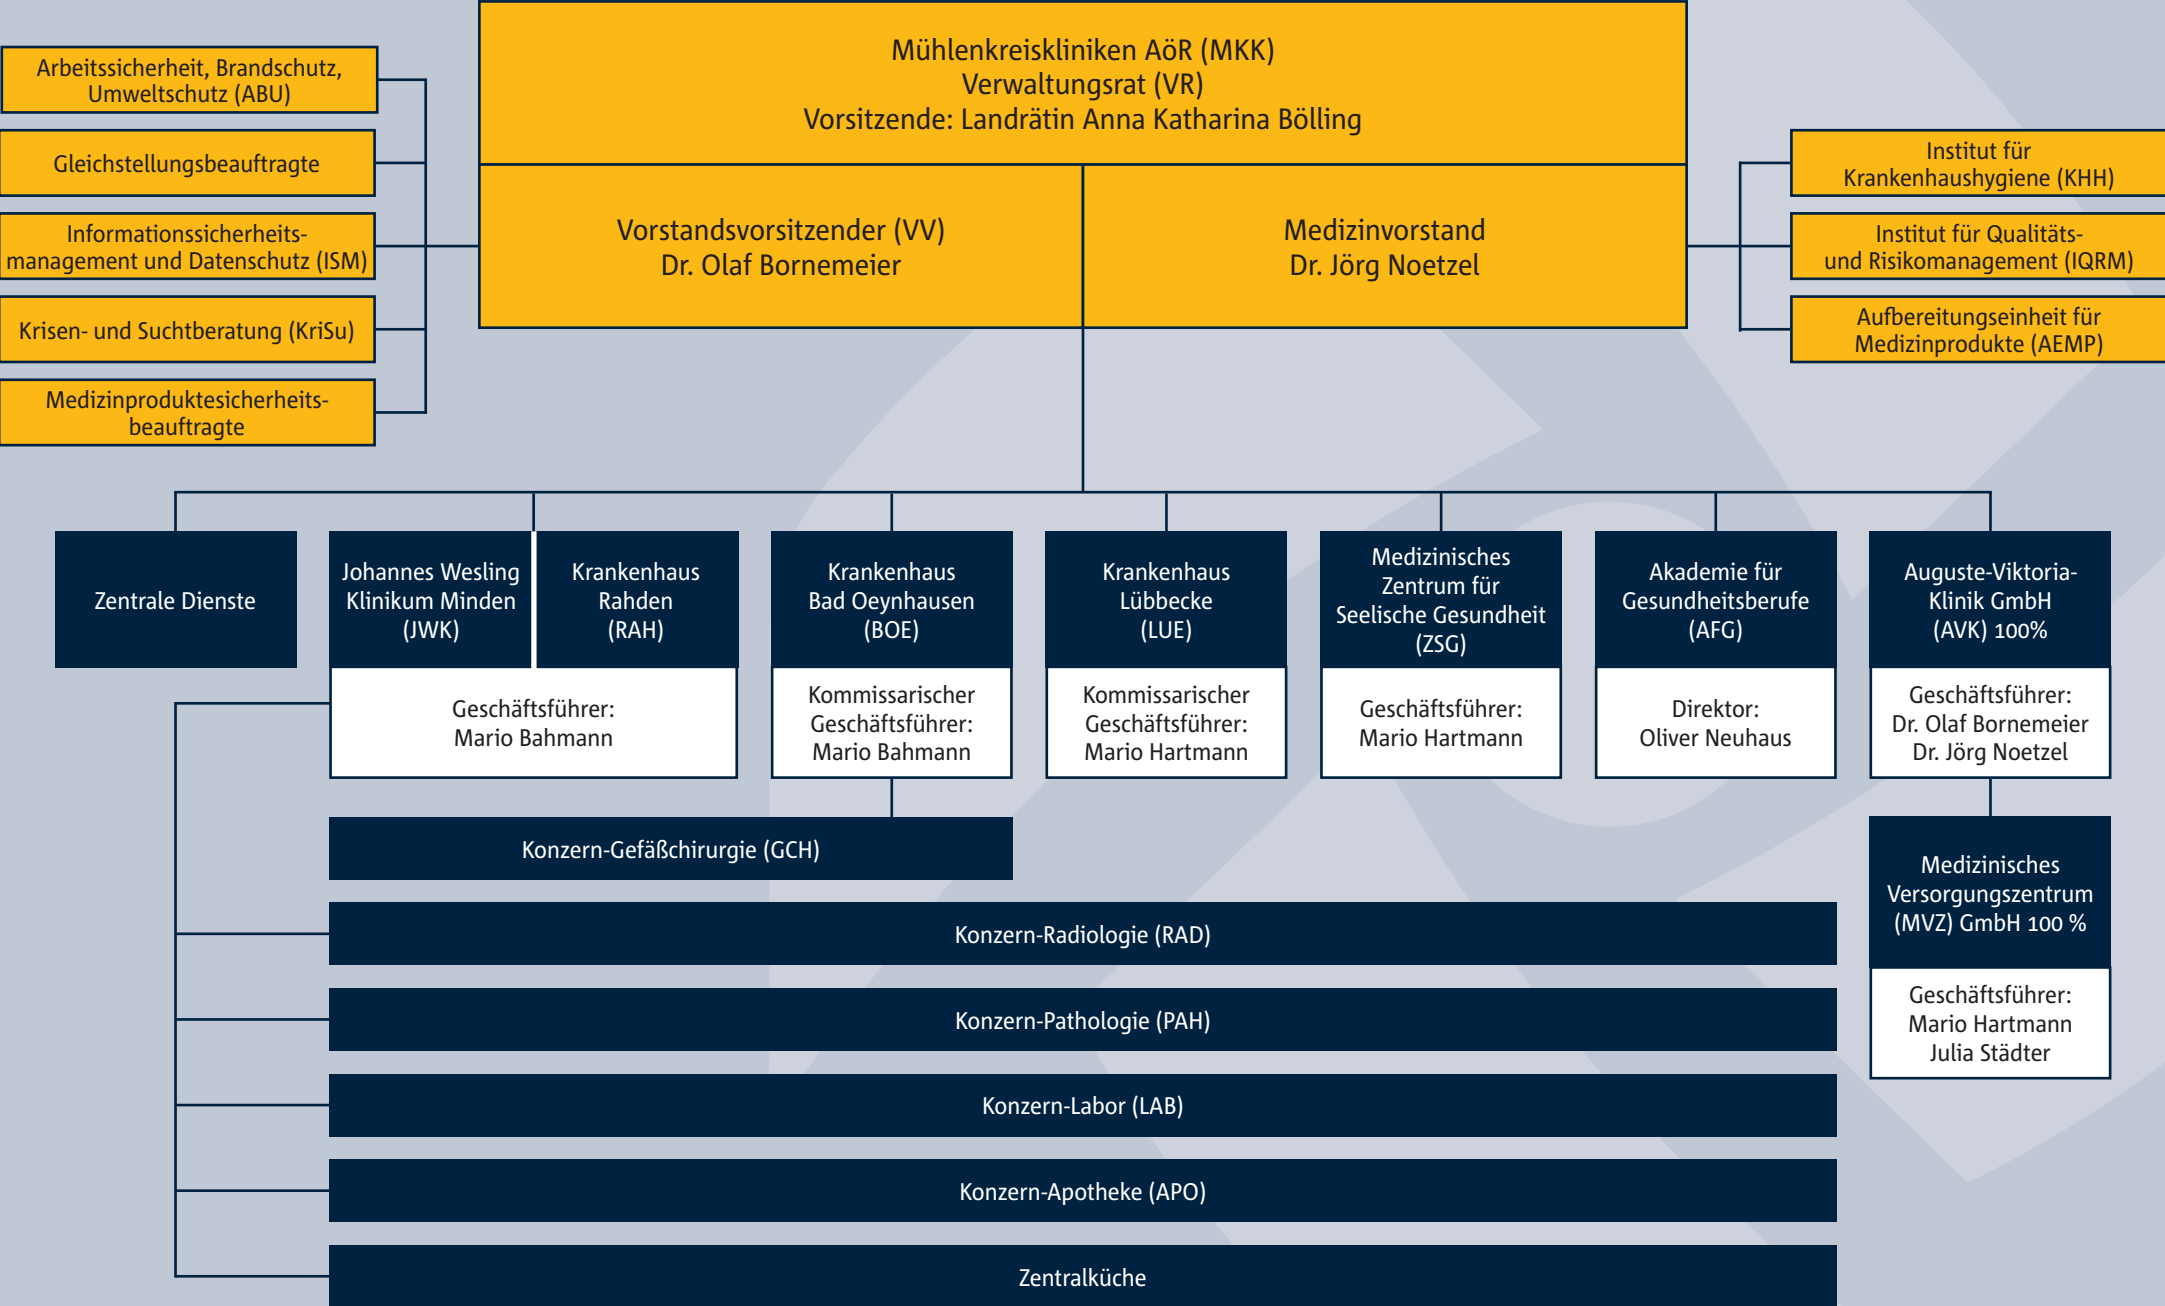 Mühlenkreiskliniken AöR (MKK)
Verwaltungsrat (VR)
Vorsitzende: Landrätin Anna Katharina Bölling
Vorstandsvorsitzender (VV)
Dr. Olaf Bornemeier
Medizinvorstand
Dr. Jörg Noetzel
Arbeitssicherheit, Brandschutz,
Umweltschutz (ABU)
Gleichstellungsbeauftragte
Informationssicherheits-
management und Datenschutz (ISM)
Krisen- und Suchtberatung (KriSu)
Medizinproduktesicherheits-
beauftragte
Institut für
Krankenhaushygiene (KHH)
Institut für Qualitäts-
und Risikomanagement (IQRM)
Aufbereitungseinheit für
Medizinprodukte (AEMP)
Zentrale Dienste
Johannes Wesling
Klinikum Minden
(JWK)
Krankenhaus
Rahden
(RAH)
Geschäftsführer:
Mario Bahmann
Krankenhaus
Bad Oeynhausen
(BOE)
Kommissarischer
Geschäftsführer:
Mario Bahmann
Krankenhaus
Lübbecke
(LUE)
Kommissarischer
Geschäftsführer:
Mario Hartmann
Medizinisches
Zentrum für
Seelische Gesundheit
(ZSG)
Geschäftsführer:
Mario Hartmann
Akademie für
Gesundheitsberufe
(AFG)
Direktor:
Oliver Neuhaus
Auguste-Viktoria-
Klinik GmbH
(AVK) 100%
Geschäftsführer:
Dr. Olaf Bornemeier
Dr. Jörg Noetzel
Medizinisches
Versorgungszentrum
(MVZ) GmbH 100 %
Geschäftsführer:
Mario Hartmann
Julia Städter
Konzern-Gefäßchirurgie (GCH)
Konzern-Radiologie (RAD)
Konzern-Pathologie (PAH)
Konzern-Labor (LAB)
Konzern-Apotheke (APO)
Zentralküche